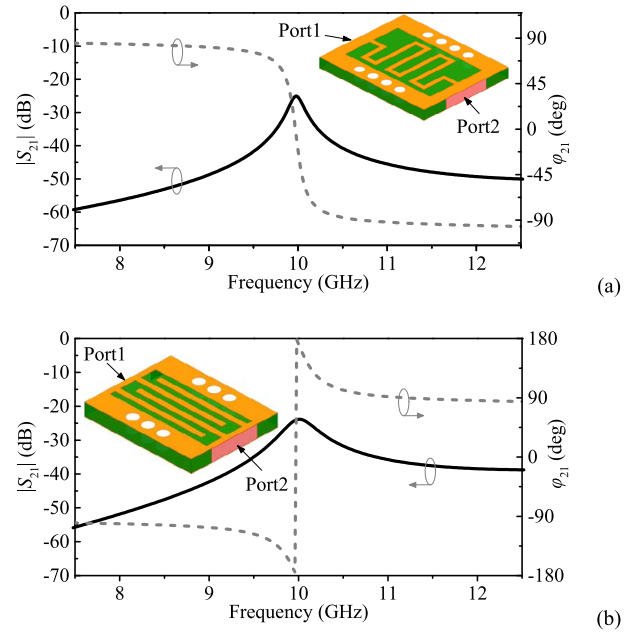 0
-10
-20
-30
-40
-50
-60
-70
|S21| (dB)
90
45
0
-45
-90
φ21 (deg)
Port1
Port2
8 9 10 11 12
Frequency (GHz)
(a)
0
-10
-20
-30
-40
-50
-60
-70
|S21| (dB)
180
90
0
-90
-180
φ21 (deg)
Port1
Port2
8 9 10 11 12
Frequency (GHz)
(b)